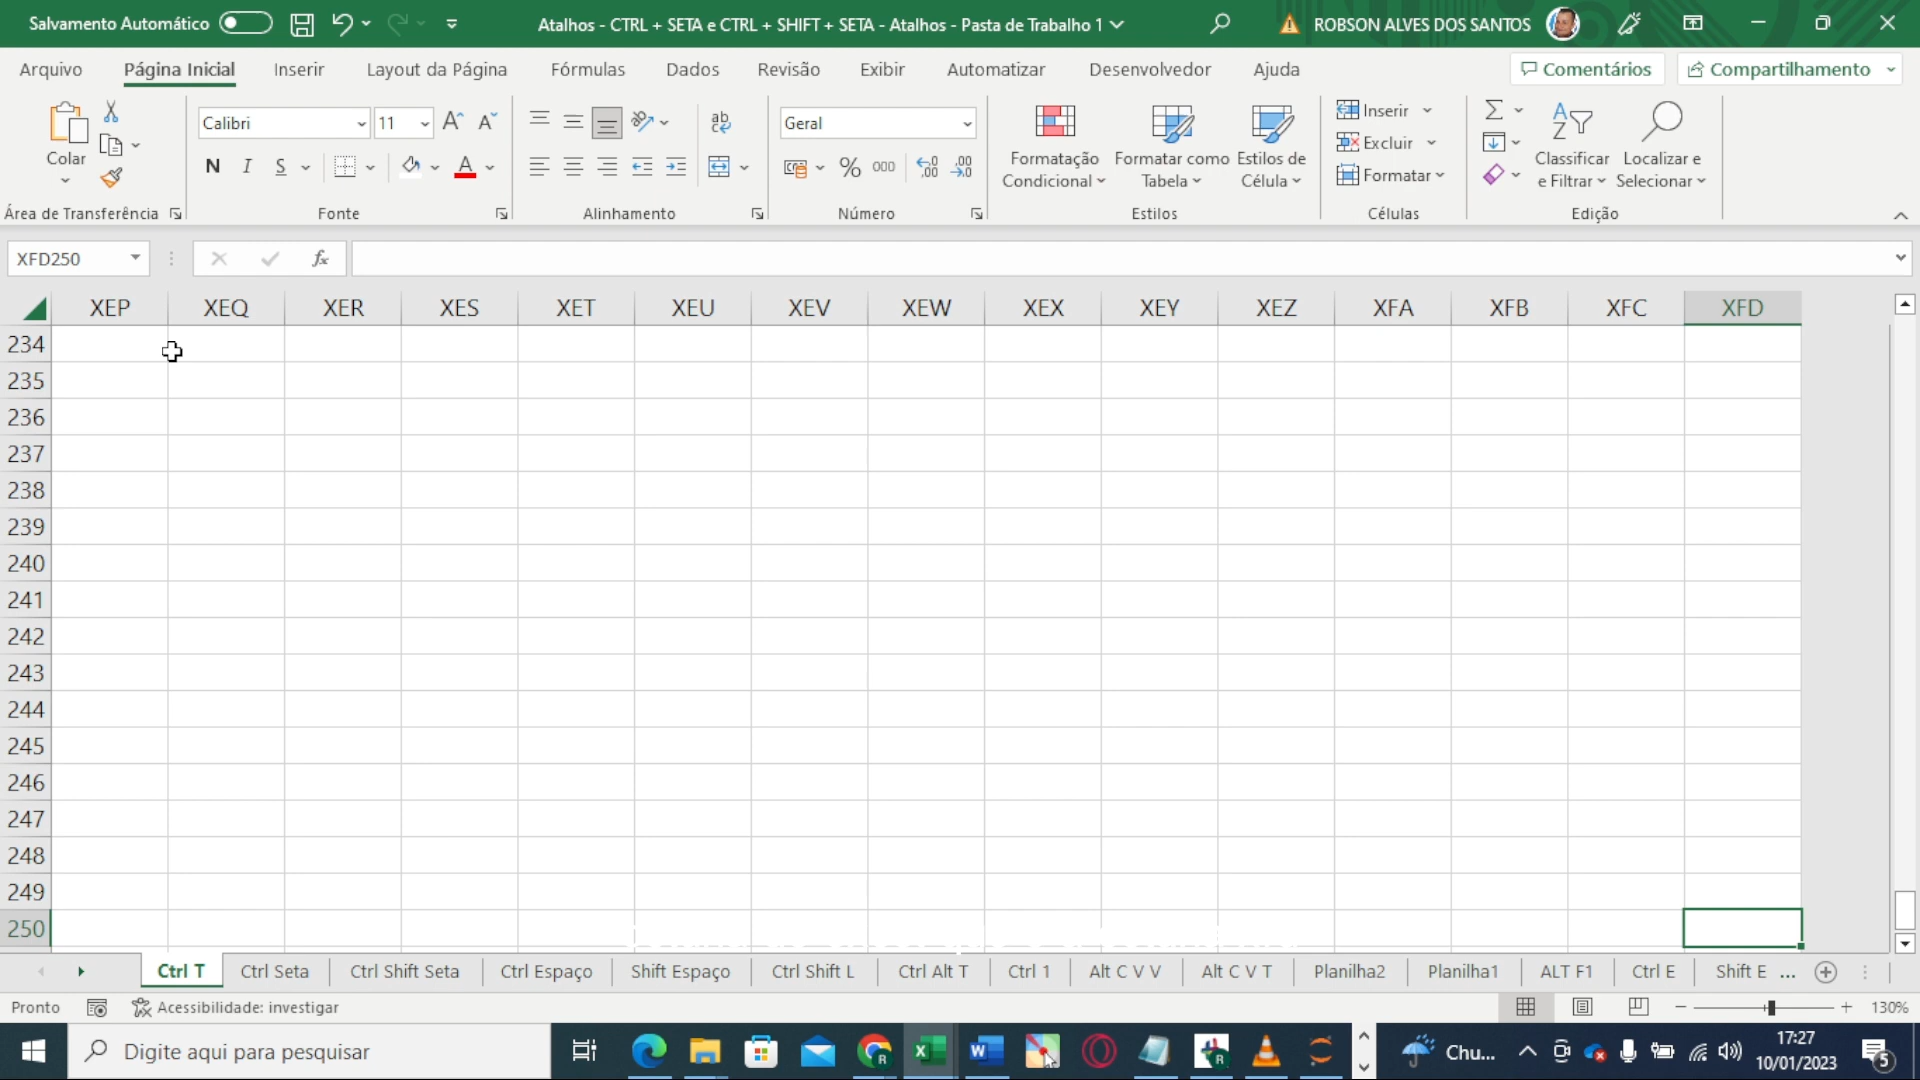 Salvamento Automático
Atalhos - CTRL + SETA e CTRL + SHIFT + SETA - Atalhos - Pasta de Trabalho 1
ROBSON ALVES DOS SANTOS
Arquivo Página Inicial Inserir Layout da Página Fórmulas Dados Revisão Exibir Automatizar Desenvolvedor Ajuda Comentários Compartilhamento
Colar
Calibri 11
N I S
ab
Geral
% 000
Formatação Condicional
Formatar como Tabela
Estilos de Célula
Inserir
Excluir
Formatar
Classificar e Filtrar
Localizar e Selecionar
Área de Transferência Fonte Alinhamento Número Estilos Células Edição
XFD250 fx
XEP XEQ XER XES XET XEU XEV XEW XEX XEY XEZ XFA XFB XFC XFD
234
235
236
237
238
239
240
241
242
243
244
245
246
247
248
249
250
Ctrl T Ctrl Seta Ctrl Shift Seta Ctrl Espaço Shift Espaço Ctrl Shift L Ctrl Alt T Ctrl 1 Alt C V V Alt C V T Planilha2 Planilha1 ALT F1 Ctrl E Shift E ...
Pronto Acessibilidade: investigar 130%
Digite aqui para pesquisar
Chu...
17:27
10/01/2023
5